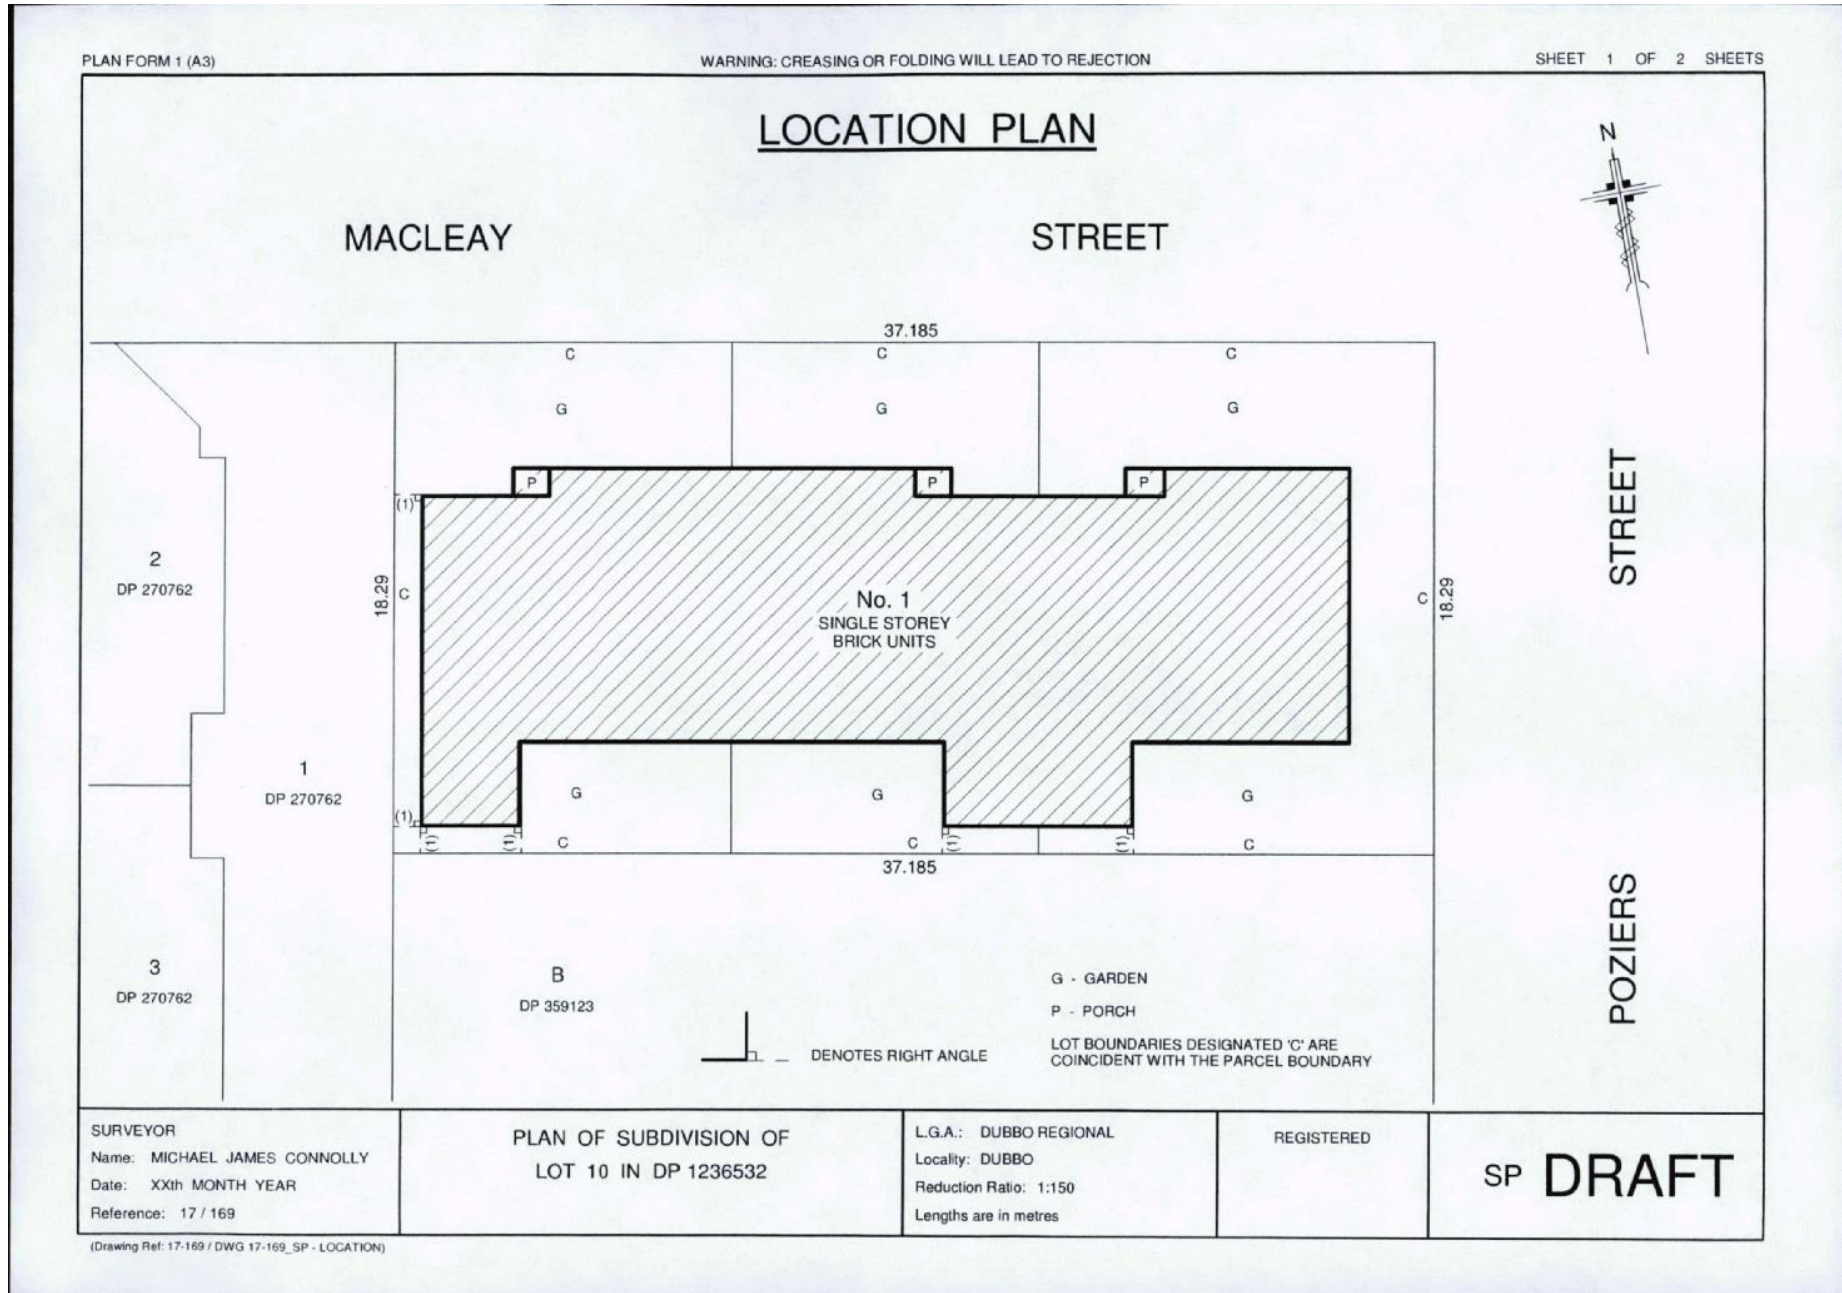 PLAN FORM 1 (A3)
WARNING: CREASING OR FOLDING WILL LEAD TO REJECTION
SHEET 1 OF 2 SHEETS
LOCATION PLAN
N
MACLEAY STREET
37.185
C C C
G G G
P P P
(1)
STREET
2
DP 270762
18.29
C
No. 1
SINGLE STOREY
BRICK UNITS
C
18.29
1
DP 270762
G G G
(1)
(1) (1) C C (1) (1) C
37.185
POZIERS
3
DP 270762
B
DP 359123
G - GARDEN
P - PORCH
DENOTES RIGHT ANGLE
LOT BOUNDARIES DESIGNATED 'C' ARE
COINCIDENT WITH THE PARCEL BOUNDARY
SURVEYOR
Name: MICHAEL JAMES CONNOLLY
Date: XXth MONTH YEAR
Reference: 17 / 169
PLAN OF SUBDIVISION OF
LOT 10 IN DP 1236532
L.G.A.: DUBBO REGIONAL
Locality: DUBBO
Reduction Ratio: 1:150
Lengths are in metres
REGISTERED
SP DRAFT
(Drawing Ref: 17-169 / DWG 17-169_SP - LOCATION)